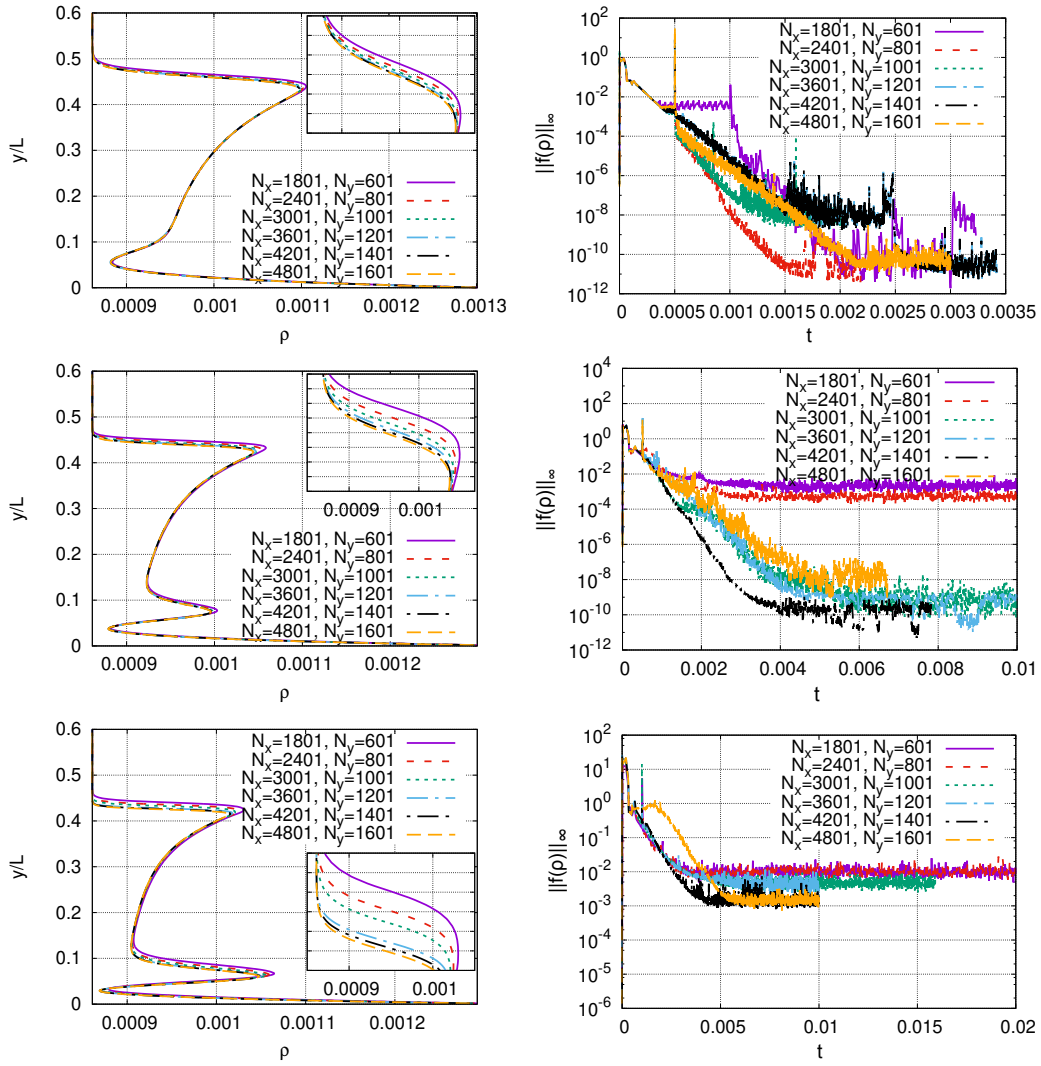 0.6
0.5
0.4
0.3
0.2
0.1
0
y/L
N_x=1801, N_y=601
N_x=2401, N_y=801
N_x=3001, N_y=1001
N_x=3601, N_y=1201
N_x=4201, N_y=1401
N_x=4801, N_y=1601
0.0009 0.001 0.0011 0.0012 0.0013
ρ
10^2
10^0
10^-2
10^-4
10^-6
10^-8
10^-10
10^-12
||f(ρ)||_∞
N_x=1801, N_y=601
N_x=2401, N_y=801
N_x=3001, N_y=1001
N_x=3601, N_y=1201
N_x=4201, N_y=1401
N_x=4801, N_y=1601
0 0.0005 0.001 0.0015 0.002 0.0025 0.003 0.0035
t
0.6
0.5
0.4
0.3
0.2
0.1
0
y/L
0.0009 0.001
N_x=1801, N_y=601
N_x=2401, N_y=801
N_x=3001, N_y=1001
N_x=3601, N_y=1201
N_x=4201, N_y=1401
N_x=4801, N_y=1601
0.0009 0.001 0.0011 0.0012
ρ
10^4
10^2
10^0
10^-2
10^-4
10^-6
10^-8
10^-10
10^-12
||f(ρ)||_∞
N_x=1801, N_y=601
N_x=2401, N_y=801
N_x=3001, N_y=1001
N_x=3601, N_y=1201
N_x=4201, N_y=1401
N_x=4801, N_y=1601
0 0.002 0.004 0.006 0.008 0.01
t
0.6
0.5
0.4
0.3
0.2
0.1
0
y/L
N_x=1801, N_y=601
N_x=2401, N_y=801
N_x=3001, N_y=1001
N_x=3601, N_y=1201
N_x=4201, N_y=1401
N_x=4801, N_y=1601
0.0009 0.001
0.0009 0.001 0.0011 0.0012
ρ
10^2
10^1
10^0
10^-1
10^-2
10^-3
10^-4
10^-5
10^-6
||f(ρ)||_∞
N_x=1801, N_y=601
N_x=2401, N_y=801
N_x=3001, N_y=1001
N_x=3601, N_y=1201
N_x=4201, N_y=1401
N_x=4801, N_y=1601
0 0.005 0.01 0.015 0.02
t